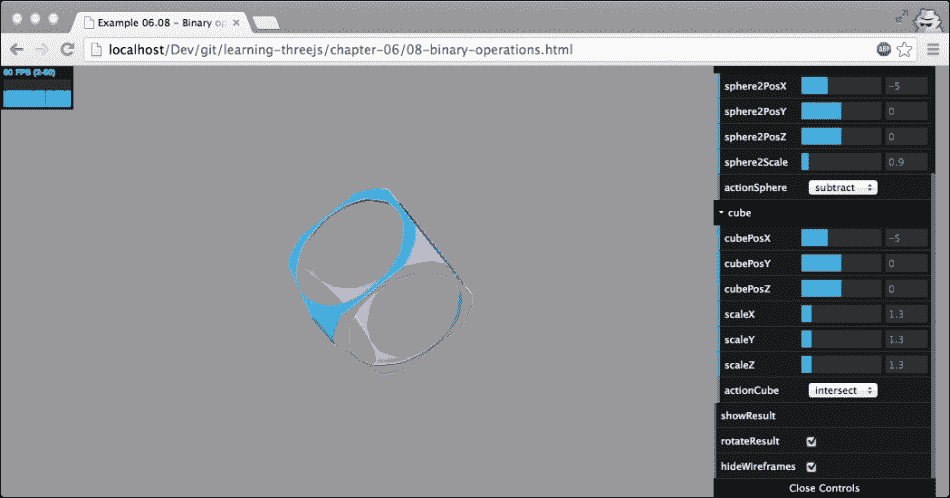 Example 06.08 – Binary op
localhost/Dev/git/learning-threejs/chapter-06/08-binary-operations.html
ABP
60 FPS (2-60)
sphere2PosX -5
sphere2PosY 0
sphere2PosZ 0
sphere2Scale 0.9
actionSphere subtract
cube
cubePosX -5
cubePosY 0
cubePosZ 0
scaleX 1.3
scaleY 1.3
scaleZ 1.3
actionCube intersect
showResult
rotateResult
hideWireframes
Close Controls